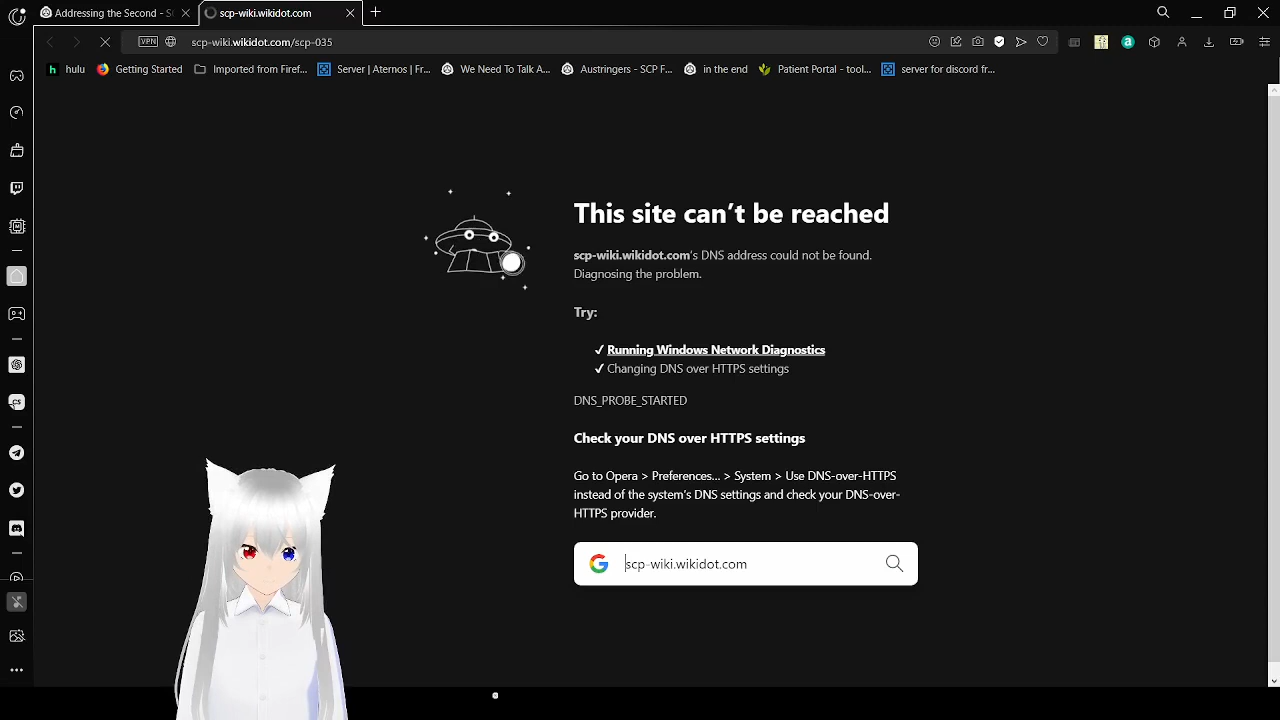 Addressing the Second - SC
scp-wiki.wikidot.com
VPN
scp-wiki.wikidot.com/scp-035
hulu
Getting Started
Imported from Firef...
Server | Aternos | Fr...
We Need To Talk A...
Austringers - SCP F...
in the end
Patient Portal - tool...
server for discord fr...
This site can’t be reached
scp-wiki.wikidot.com's DNS address could not be found.
Diagnosing the problem.
Try:
✓ Running Windows Network Diagnostics
✓ Changing DNS over HTTPS settings
DNS_PROBE_STARTED
Check your DNS over HTTPS settings
Go to Opera > Preferences... > System > Use DNS-over-HTTPS
instead of the system's DNS settings and check your DNS-over-
HTTPS provider.
scp-wiki.wikidot.com